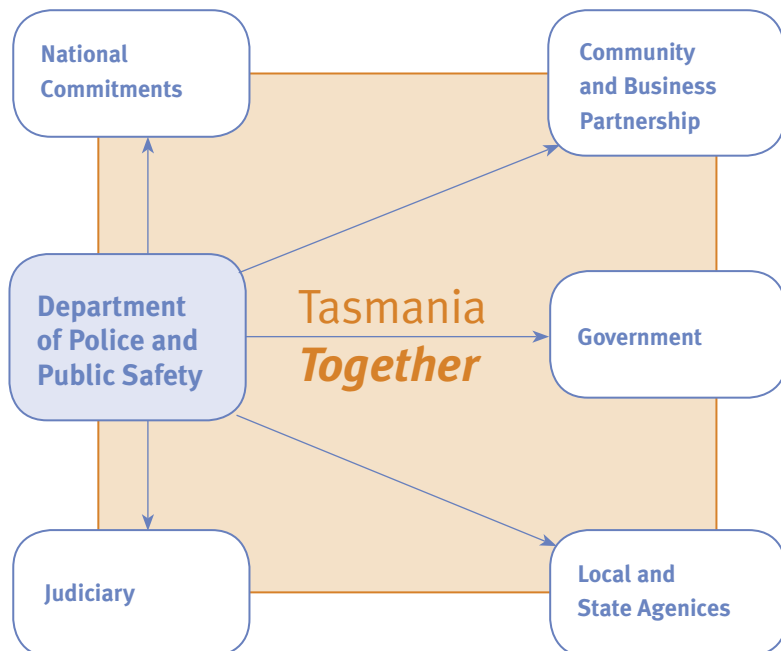 National
Commitments
Community
and Business
Partnership
Department
of Police and
Public Safety
Tasmania
Together
Government
Judiciary
Local and
State Agenices